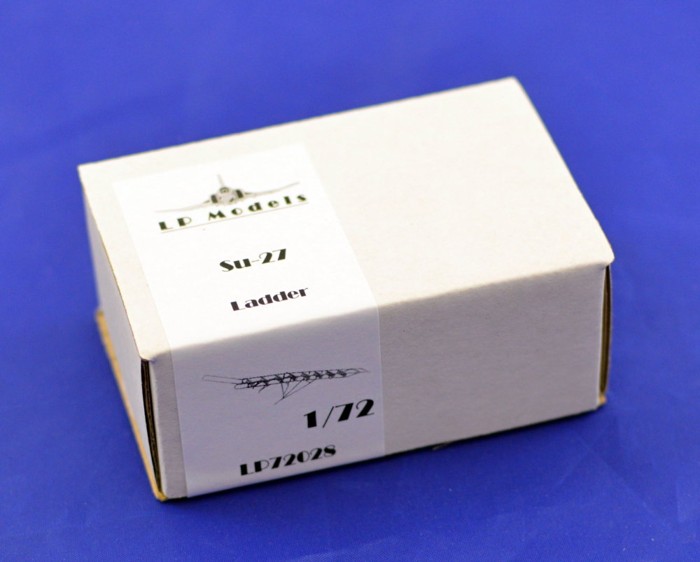 LP Models
Su-27
Ladder
1/72
LP72028